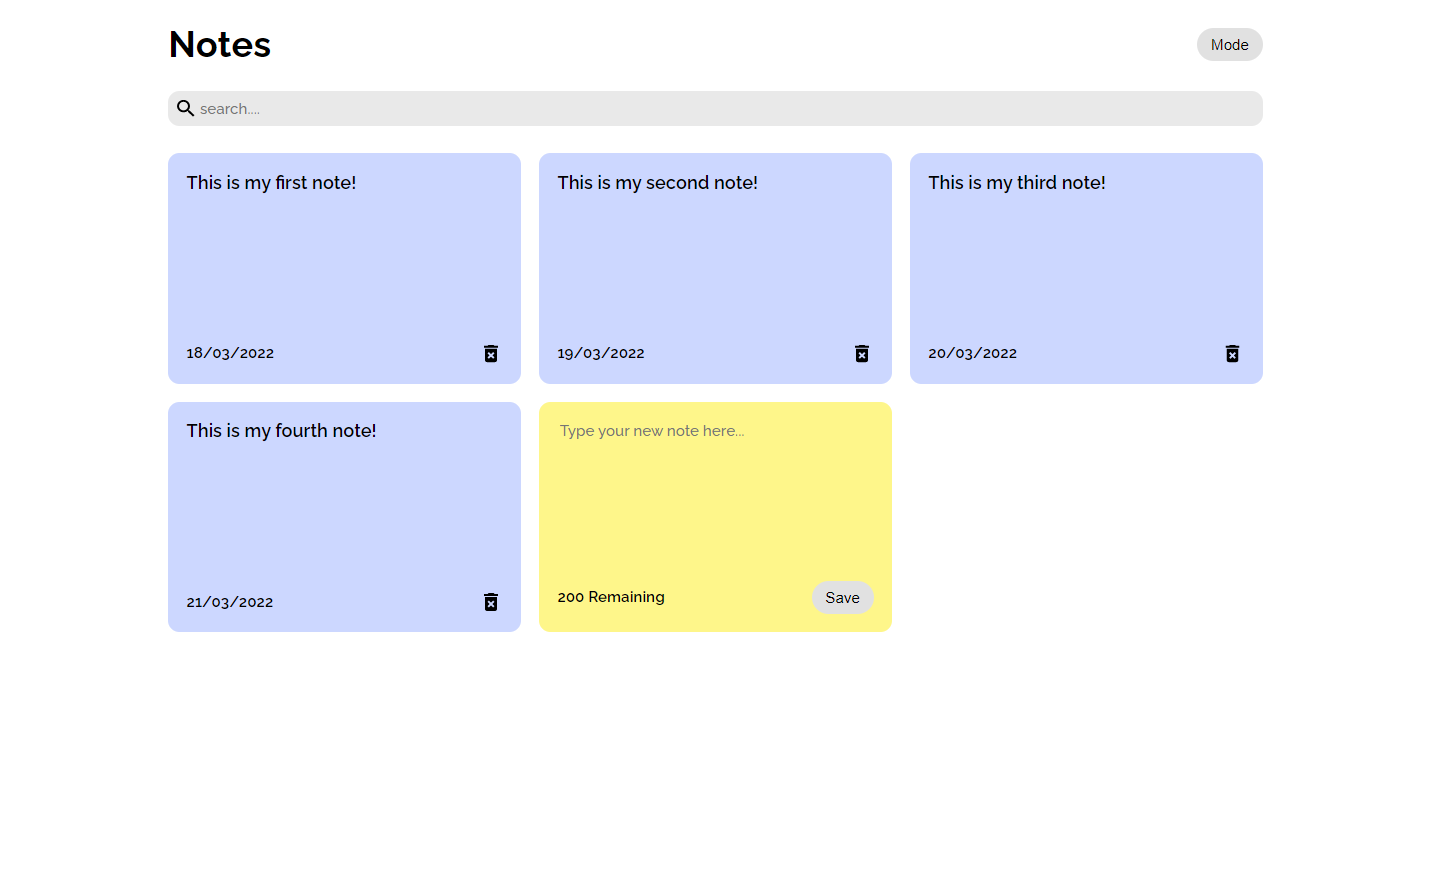 Notes
Mode
search....
This is my first note!
This is my second note!
This is my third note!
18/03/2022
19/03/2022
20/03/2022
This is my fourth note!
Type your new note here...
21/03/2022
200 Remaining
Save